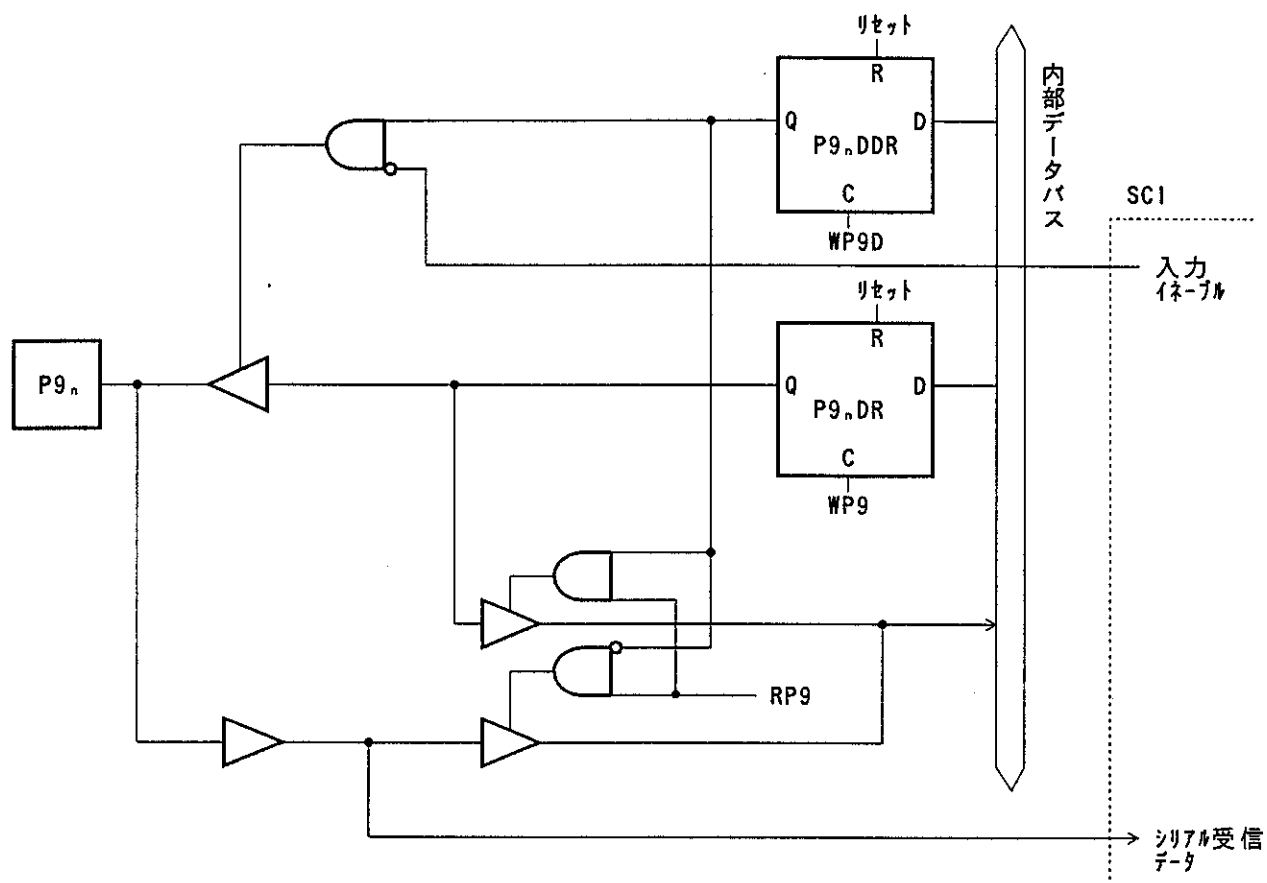 リセット
R
Q
D
P9ₙDDR
C
WP9D
内部データバス
SCI
入力
イネーブル
リセット
R
P9ₙ
Q
D
P9ₙDR
C
WP9
RP9
シリアル受信
データ